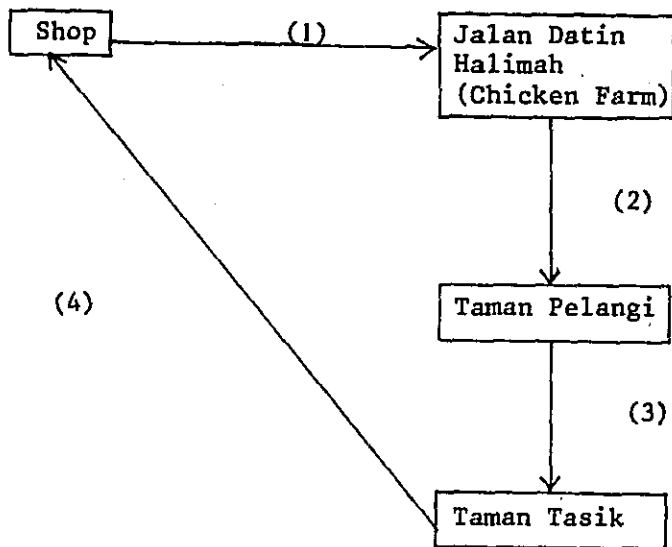 Shop
(1)
Jalan Datin
Halimah
(Chicken Farm)
(2)
Taman Pelangi
(4)
(3)
Taman Tasik